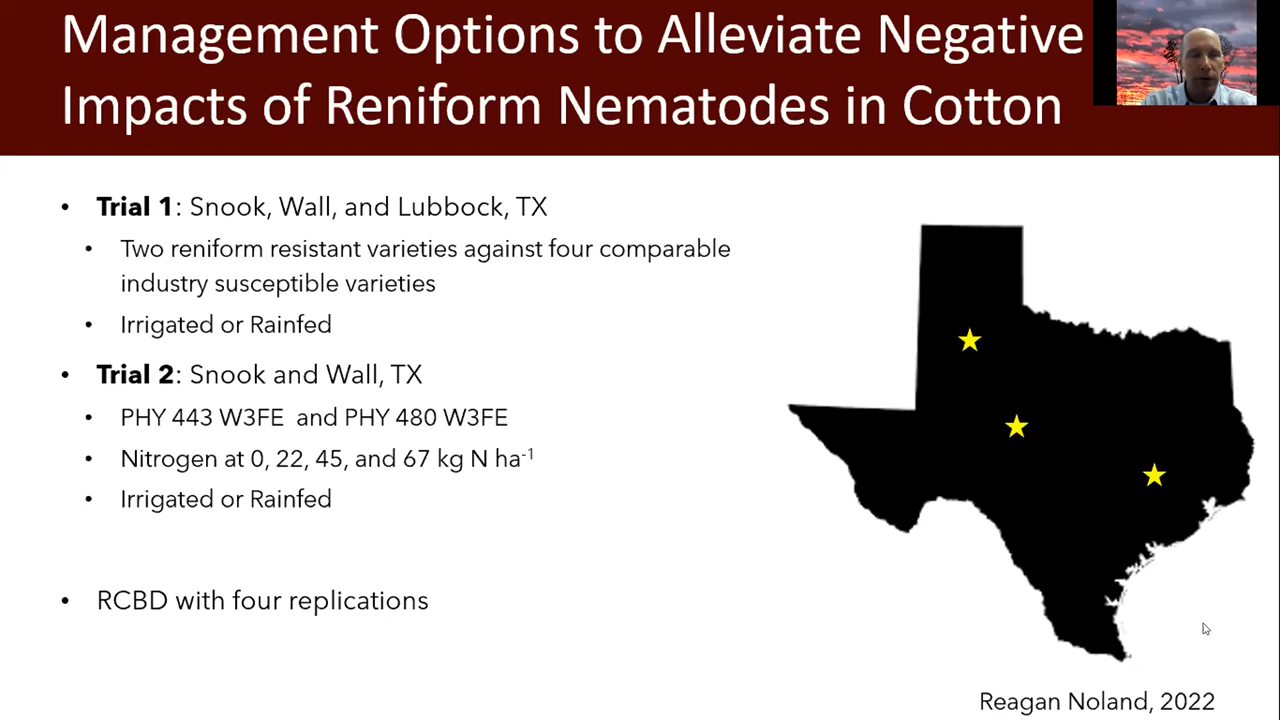 Management Options to Alleviate Negative
Impacts of Reniform Nematodes in Cotton
• Trial 1: Snook, Wall, and Lubbock, TX
• Two reniform resistant varieties against four comparable
industry susceptible varieties
• Irrigated or Rainfed
• Trial 2: Snook and Wall, TX
• PHY 443 W3FE and PHY 480 W3FE
• Nitrogen at 0, 22, 45, and 67 kg N ha⁻¹
• Irrigated or Rainfed
• RCBD with four replications
Reagan Noland, 2022